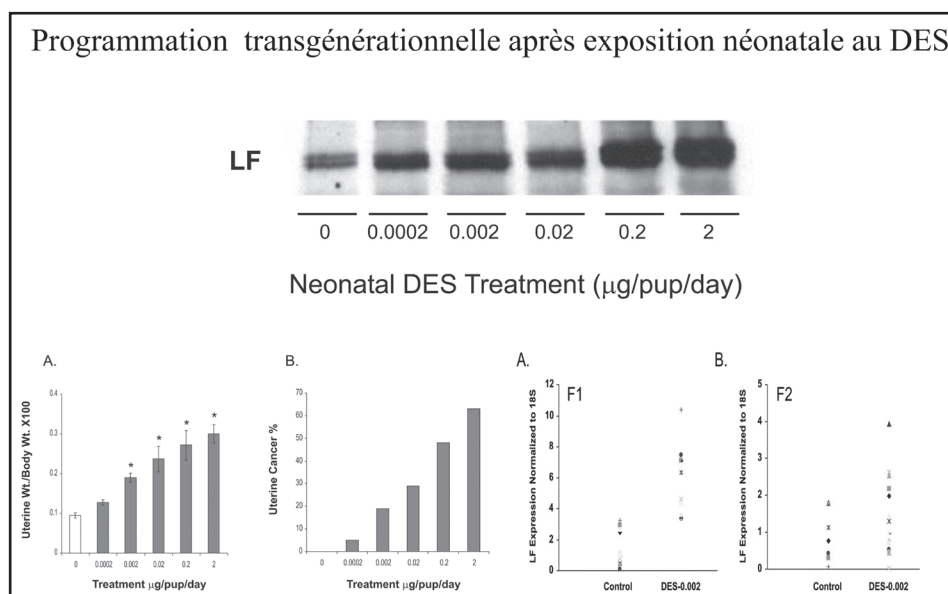 Programmation transgénérationnelle après exposition néonatale au DES
LF
0 0.0002 0.002 0.02 0.2 2
Neonatal DES Treatment (μg/pup/day)
A.
Uterine Wt./Body Wt. X100
0.4
0.3
0.2
0.1
0
* * * *
0 0.0002 0.002 0.02 0.2 2
Treatment μg/pup/day
B.
Uterine Cancer %
70
60
50
40
30
20
10
0
0 0.0002 0.002 0.02 0.2 2
Treatment μg/pup/day
A.
F1
LF Expression Normalized to 18S
12
10
8
6
4
2
0
Control DES-0.002
B.
F2
LF Expression Normalized to 18S
5
4
3
2
1
0
Control DES-0.002